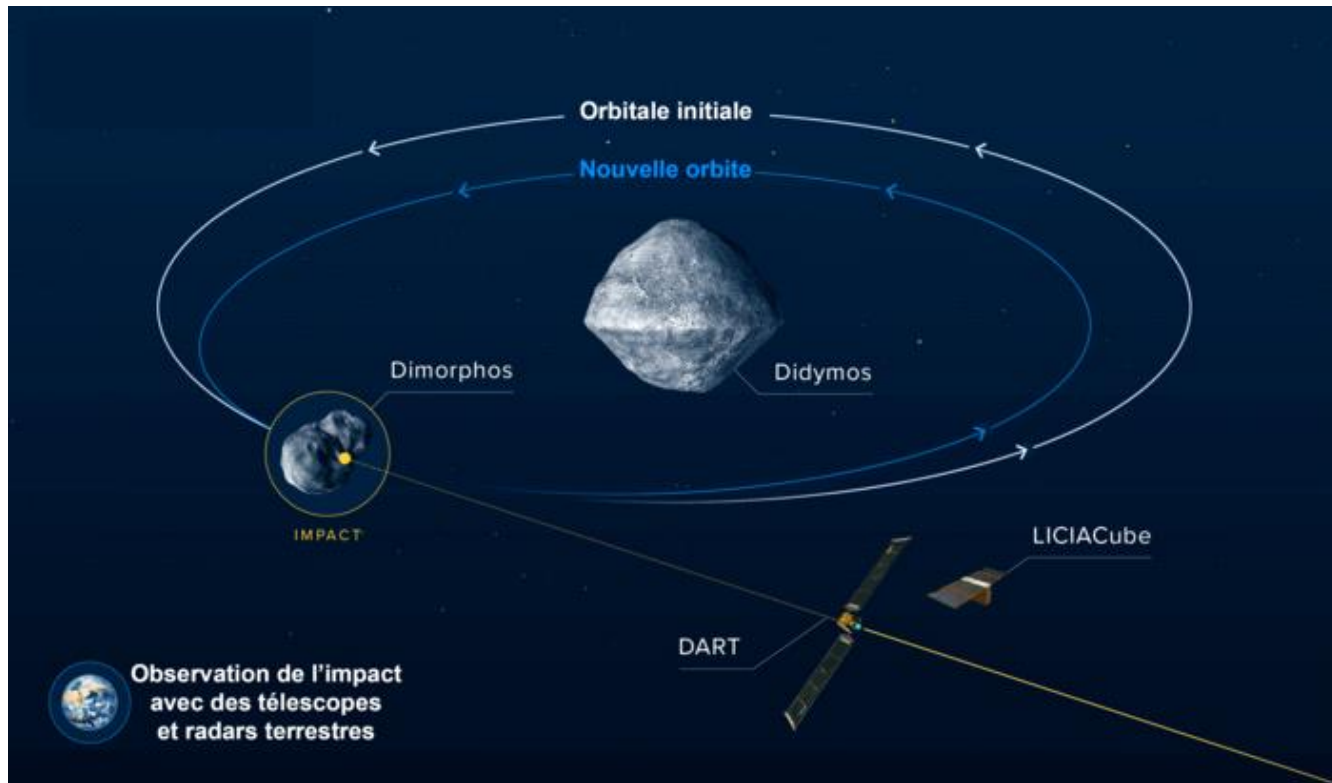 Orbitale initiale
Nouvelle orbite
Dimorphos
Didymos
IMPACT
LICIACube
DART
Observation de l’impact
avec des télescopes
et radars terrestres